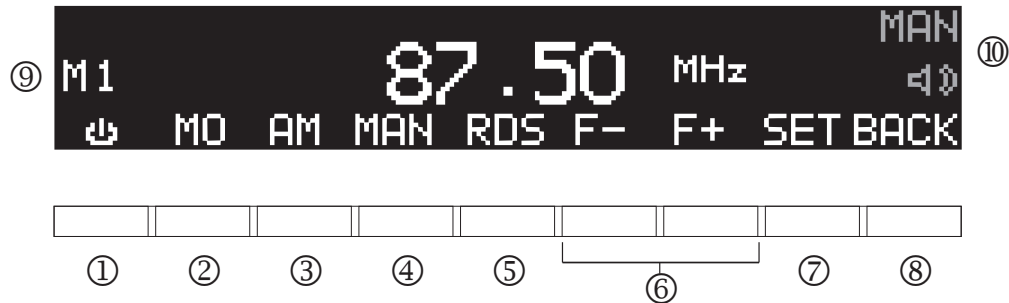 MAN
⑨ M1 87.50 MHz ⑩
MO AM MAN RDS F- F+ SET BACK
① ② ③ ④ ⑤ ⑥ ⑦ ⑧